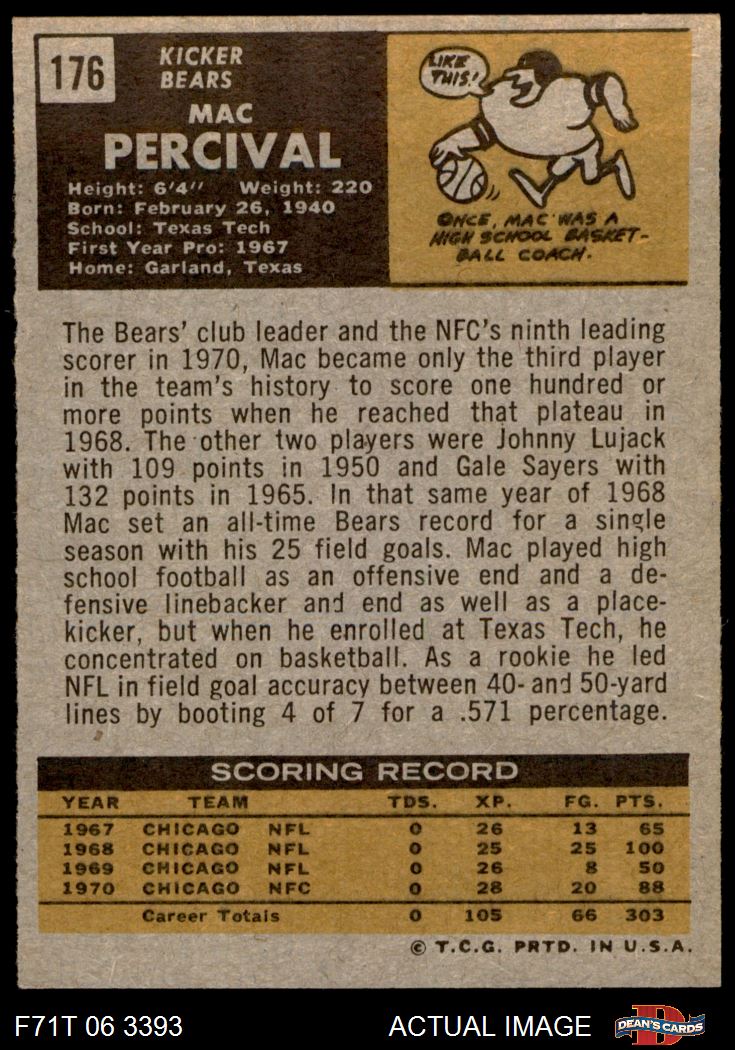 176
KICKER
BEARS
MAC
PERCIVAL
Height: 6'4" Weight: 220
Born: February 26, 1940
School: Texas Tech
First Year Pro: 1967
Home: Garland, Texas
LIKE
THIS!
ONCE, MAC WAS A
HIGH SCHOOL BASKET-
BALL COACH.
The Bears' club leader and the NFC's ninth leading
scorer in 1970, Mac became only the third player
in the team's history to score one hundred or
more points when he reached that plateau in
1968. The other two players were Johnny Lujack
with 109 points in 1950 and Gale Sayers with
132 points in 1965. In that same year of 1968
Mac set an all-time Bears record for a single
season with his 25 field goals. Mac played high
school football as an offensive end and a de-
fensive linebacker and end as well as a place-
kicker, but when he enrolled at Texas Tech, he
concentrated on basketball. As a rookie he led
NFL in field goal accuracy between 40- and 50-yard
lines by booting 4 of 7 for a .571 percentage.
SCORING RECORD
YEAR TEAM TDS. XP. FG. PTS.
1967 CHICAGO NFL 0 26 13 65
1968 CHICAGO NFL 0 25 25 100
1969 CHICAGO NFL 0 26 8 50
1970 CHICAGO NFC 0 28 20 88
Career Totals 0 105 66 303
© T.C.G. PRTD. IN U.S.A.
F71T 06 3393 ACTUAL IMAGE D DEAN'S CARDS